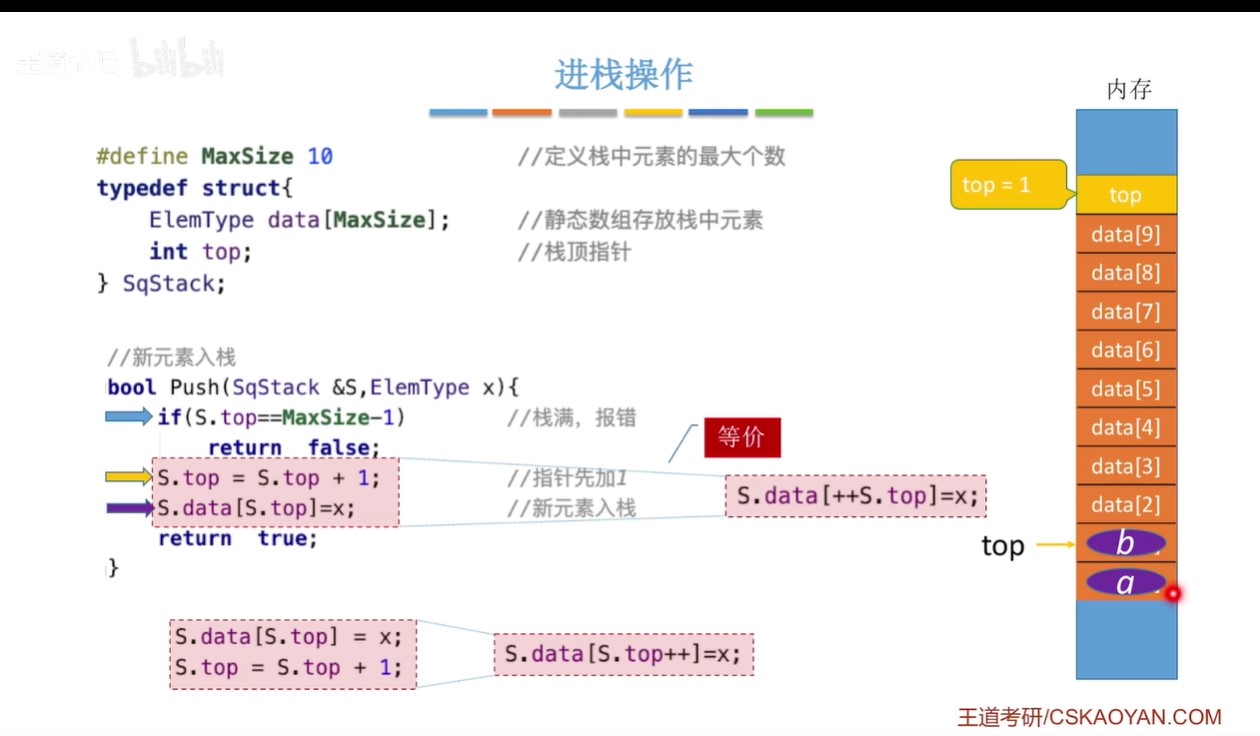 王道论坛 bilibili
进栈操作
内存
#define MaxSize 10 //定义栈中元素的最大个数
typedef struct{
ElemType data[MaxSize]; //静态数组存放栈中元素
int top; //栈顶指针
} SqStack;
top = 1
top
data[9]
data[8]
data[7]
data[6]
data[5]
data[4]
data[3]
data[2]
b
a
top
//新元素入栈
bool Push(SqStack &S,ElemType x){
if(S.top==MaxSize-1) //栈满，报错
return false;
S.top = S.top + 1; //指针先加1
S.data[S.top]=x; //新元素入栈
return true;
}
等价
S.data[++S.top]=x;
S.data[S.top] = x;
S.top = S.top + 1;
S.data[S.top++]=x;
王道考研/CSKAOYAN.COM